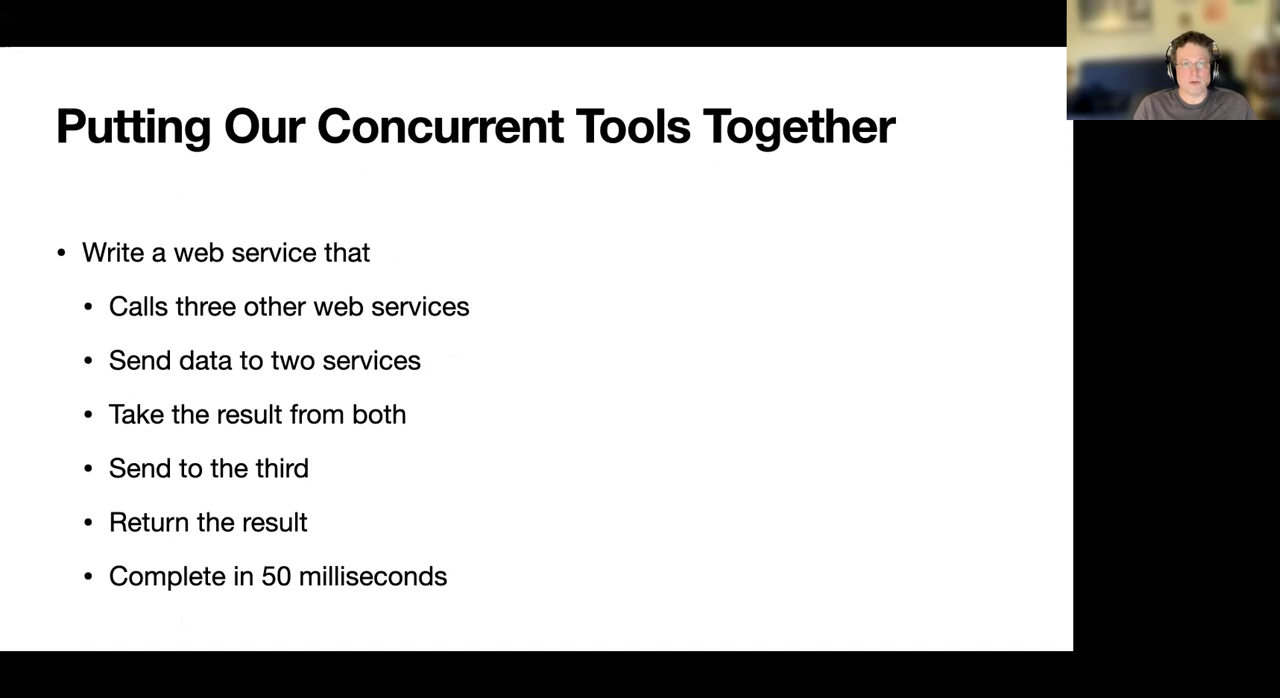 Putting Our Concurrent Tools Together
• Write a web service that
• Calls three other web services
• Send data to two services
• Take the result from both
• Send to the third
• Return the result
• Complete in 50 milliseconds